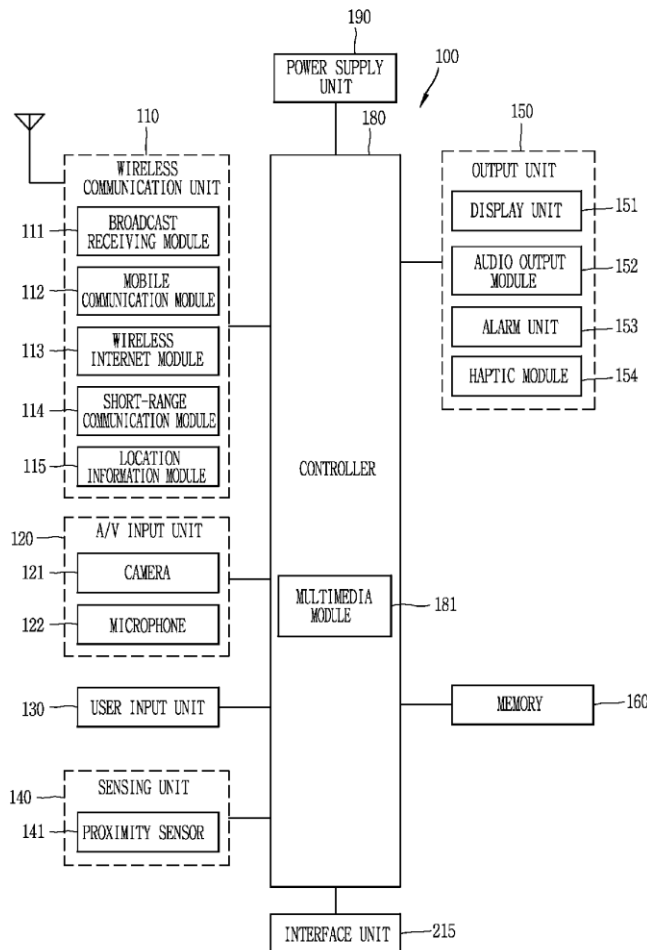 190
POWER SUPPLY
UNIT
100
110
180
150
WIRELESS
COMMUNICATION UNIT
OUTPUT UNIT
111
BROADCAST
RECEIVING MODULE
DISPLAY UNIT
151
112
MOBILE
COMMUNICATION MODULE
AUDIO OUTPUT
MODULE
152
113
WIRELESS
INTERNET MODULE
ALARM UNIT
153
114
SHORT-RANGE
COMMUNICATION MODULE
HAPTIC MODULE
154
115
LOCATION
INFORMATION MODULE
CONTROLLER
120
A/V INPUT UNIT
121
CAMERA
122
MICROPHONE
MULTIMEDIA
MODULE
181
130
USER INPUT UNIT
MEMORY
160
140
SENSING UNIT
141
PROXIMITY SENSOR
INTERFACE UNIT
215